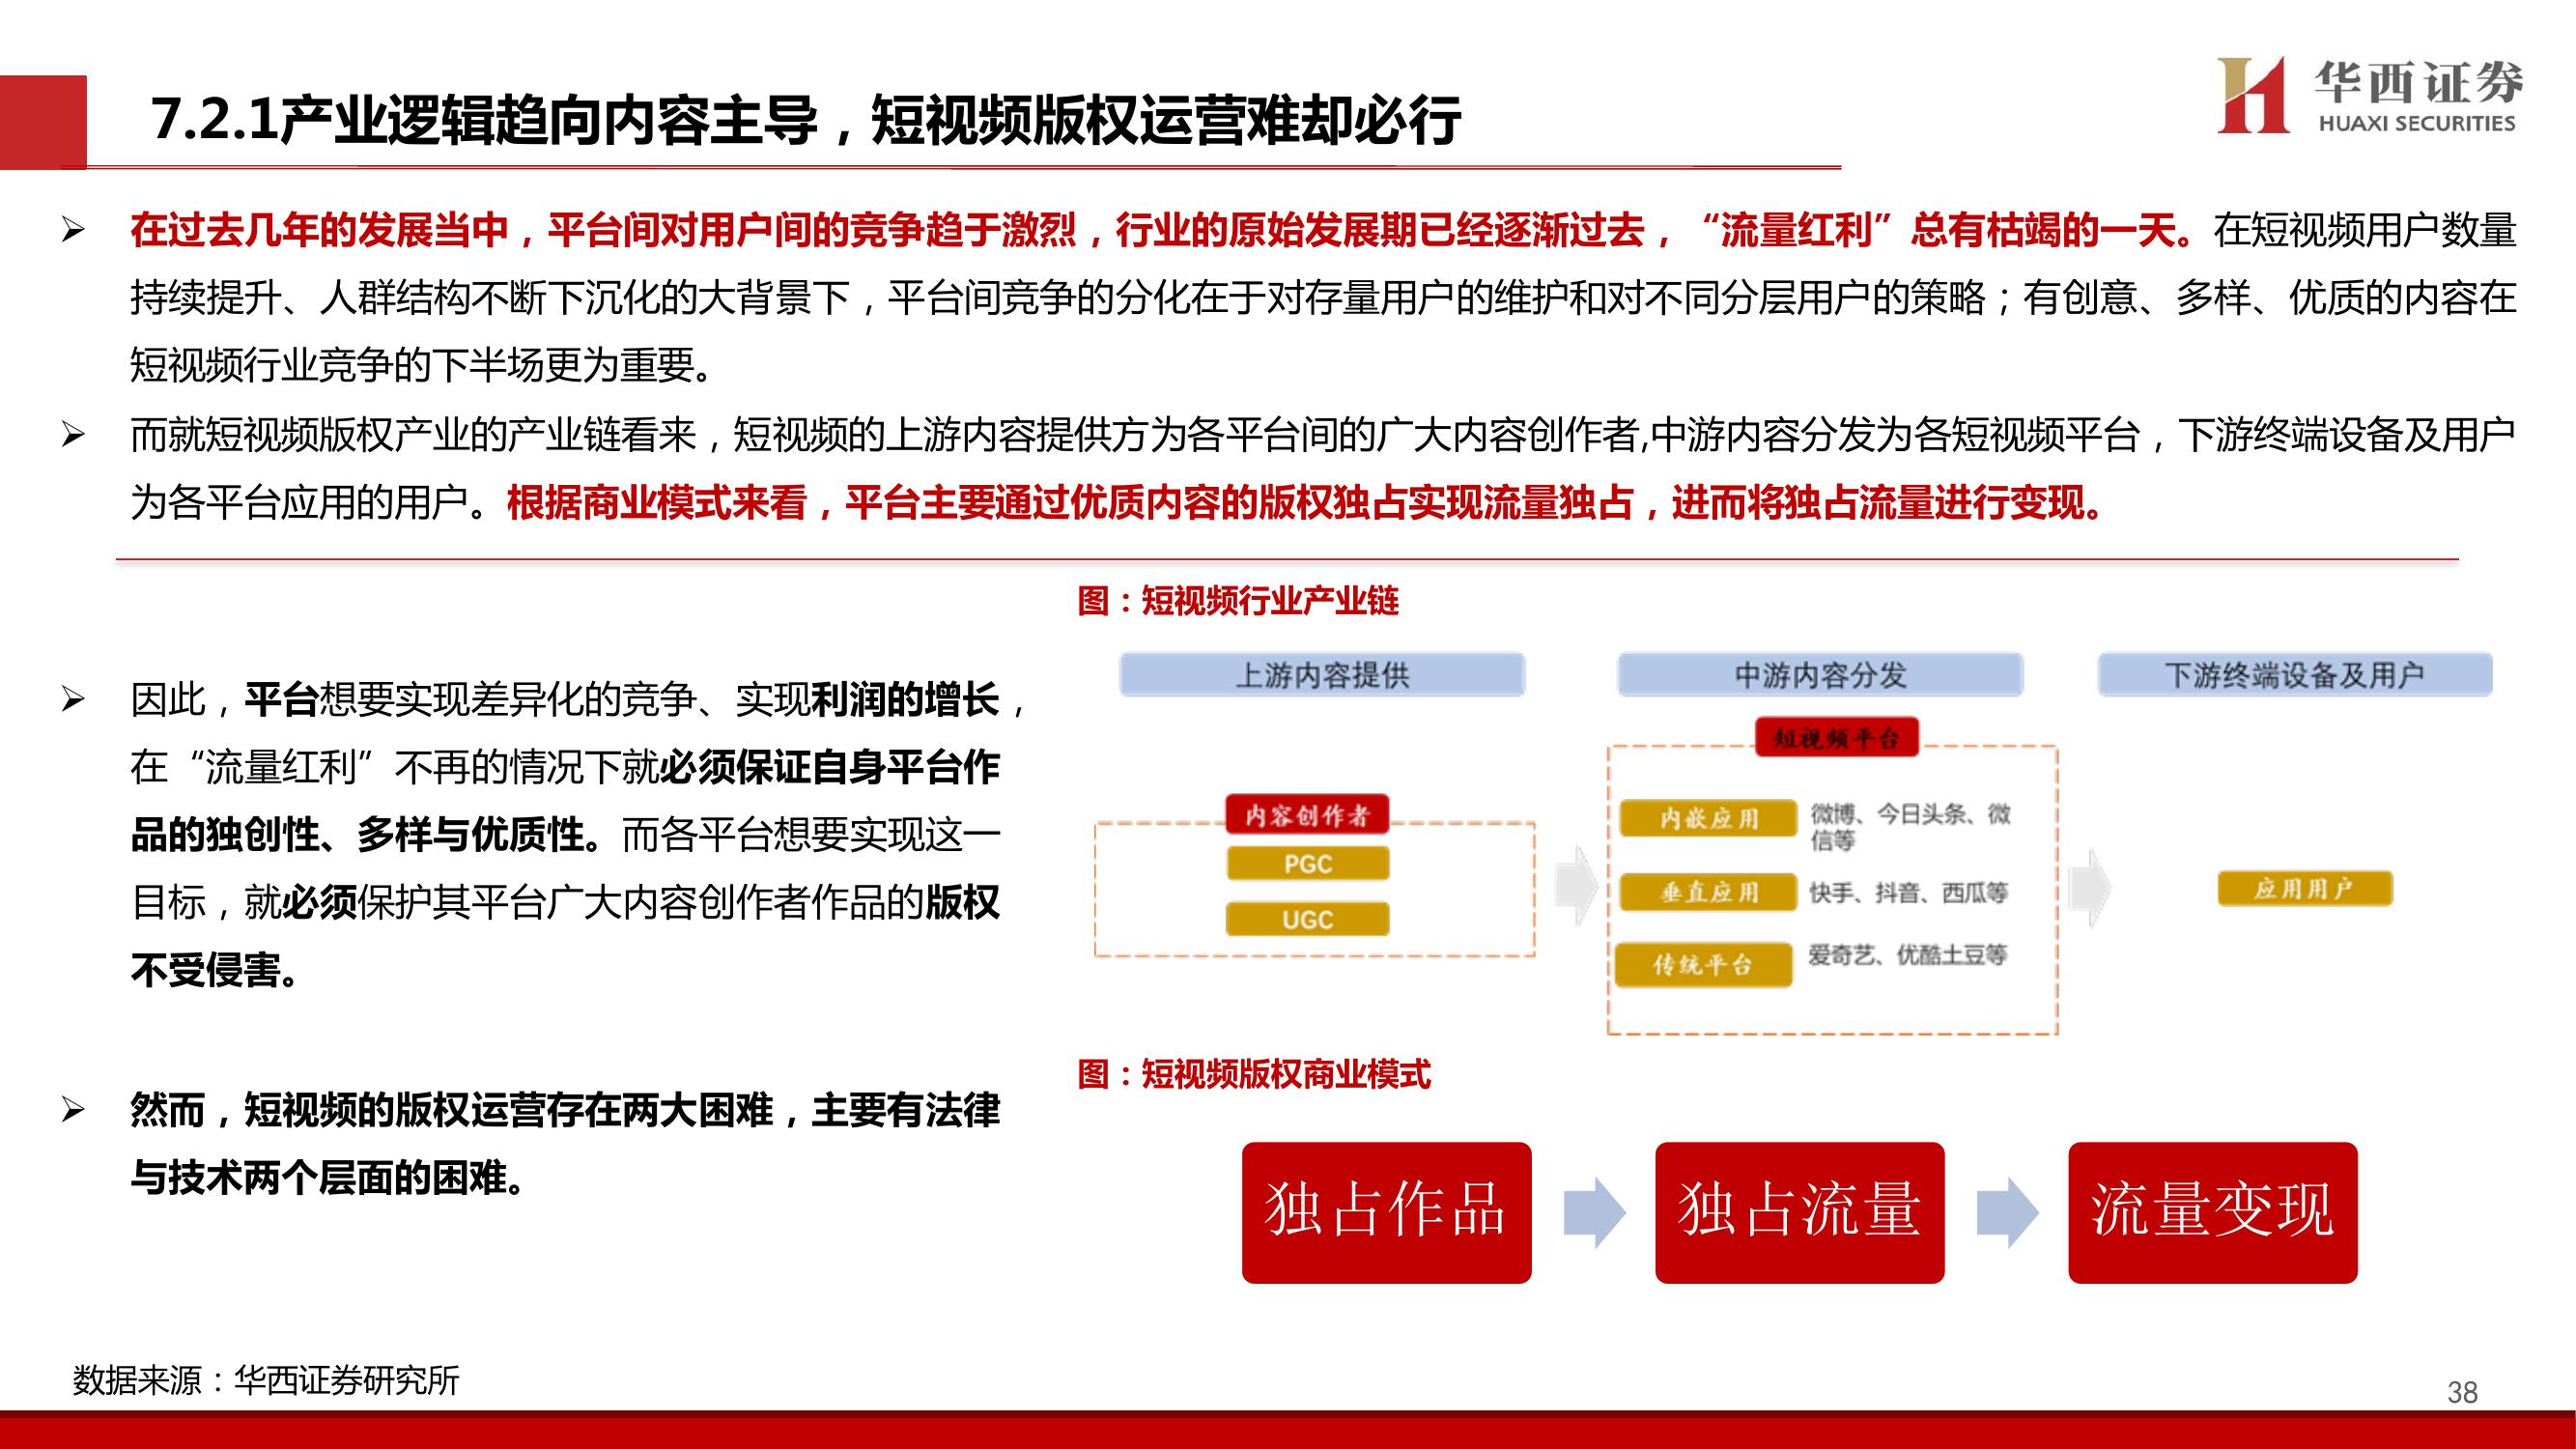 7.2.1产业逻辑趋向内容主导，短视频版权运营难却必行
华西证券
HUAXI SECURITIES
➢ 在过去几年的发展当中，平台间对用户间的竞争趋于激烈，行业的原始发展期已经逐渐过去，“流量红利”总有枯竭的一天。在短视频用户数量
持续提升、人群结构不断下沉化的大背景下，平台间竞争的分化在于对存量用户的维护和对不同分层用户的策略；有创意、多样、优质的内容在
短视频行业竞争的下半场更为重要。
➢ 而就短视频版权产业的产业链看来，短视频的上游内容提供方为各平台间的广大内容创作者,中游内容分发为各短视频平台，下游终端设备及用户
为各平台应用的用户。根据商业模式来看，平台主要通过优质内容的版权独占实现流量独占，进而将独占流量进行变现。
➢ 因此，平台想要实现差异化的竞争、实现利润的增长，
在“流量红利”不再的情况下就必须保证自身平台作
品的独创性、多样与优质性。而各平台想要实现这一
目标，就必须保护其平台广大内容创作者作品的版权
不受侵害。
➢ 然而，短视频的版权运营存在两大困难，主要有法律
与技术两个层面的困难。
图：短视频行业产业链
上游内容提供
中游内容分发
下游终端设备及用户
内容创作者
PGC
UGC
短视频平台
内嵌应用
微博、今日头条、微
信等
垂直应用
快手、抖音、西瓜等
传统平台
爱奇艺、优酷土豆等
应用用户
图：短视频版权商业模式
独占作品
独占流量
流量变现
数据来源：华西证券研究所
38